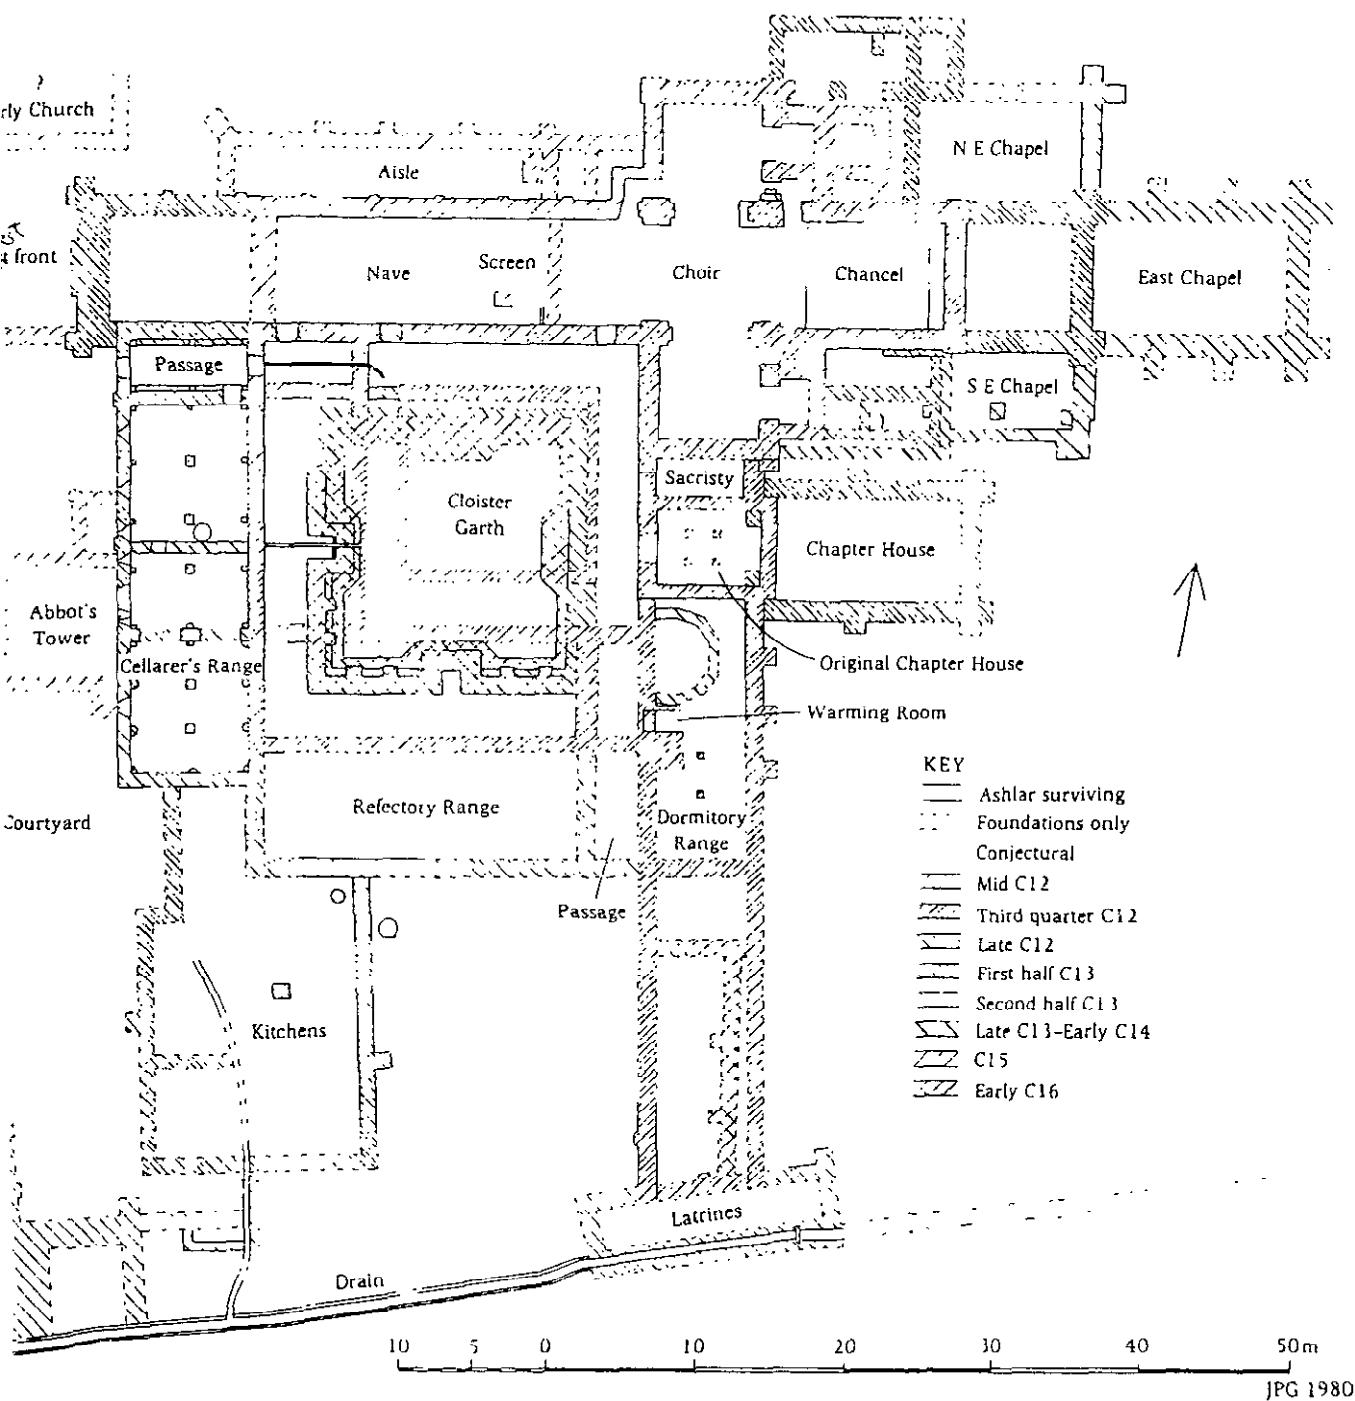 ?
rly Church
Aisle
N E Chapel
st front
Nave
Screen
Choir
Chancel
East Chapel
Passage
S E Chapel
Sacristy
Cloister
Garth
Chapter House
Abbot's
Tower
Cellarer's Range
Original Chapter House
Warming Room
Refectory Range
Courtyard
Dormitory
Range
Passage
Kitchens
Latrines
Drain
KEY
Ashlar surviving
Foundations only
Conjectural
Mid C12
Third quarter C12
Late C12
First half C13
Second half C13
Late C13-Early C14
C15
Early C16
10 5 0 10 20 30 40 50m
JPG 1980